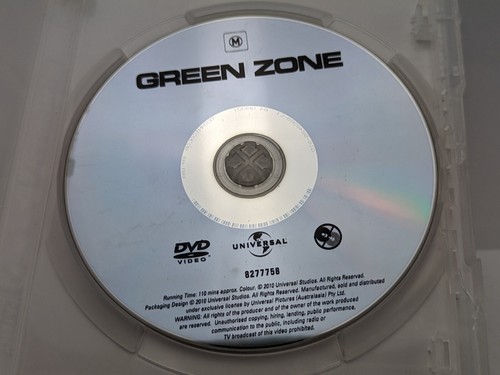 M
GREEN ZONE
DVD
VIDEO
UNIVERSAL
8277758
Running Time: 110 mins approx. Colour. © 2010 Universal Studios. All Rights Reserved.
Packaging Design © 2010 Universal Studios. All Rights Reserved. Manufactured, sold and distributed
under exclusive license by Universal Pictures (Australasia) Pty Ltd.
WARNING: All rights of the producer and of the owner of the work produced
are reserved. Unauthorised copying, hiring, lending, public performance,
communication to the public, including radio or
TV broadcast of this video prohibited.